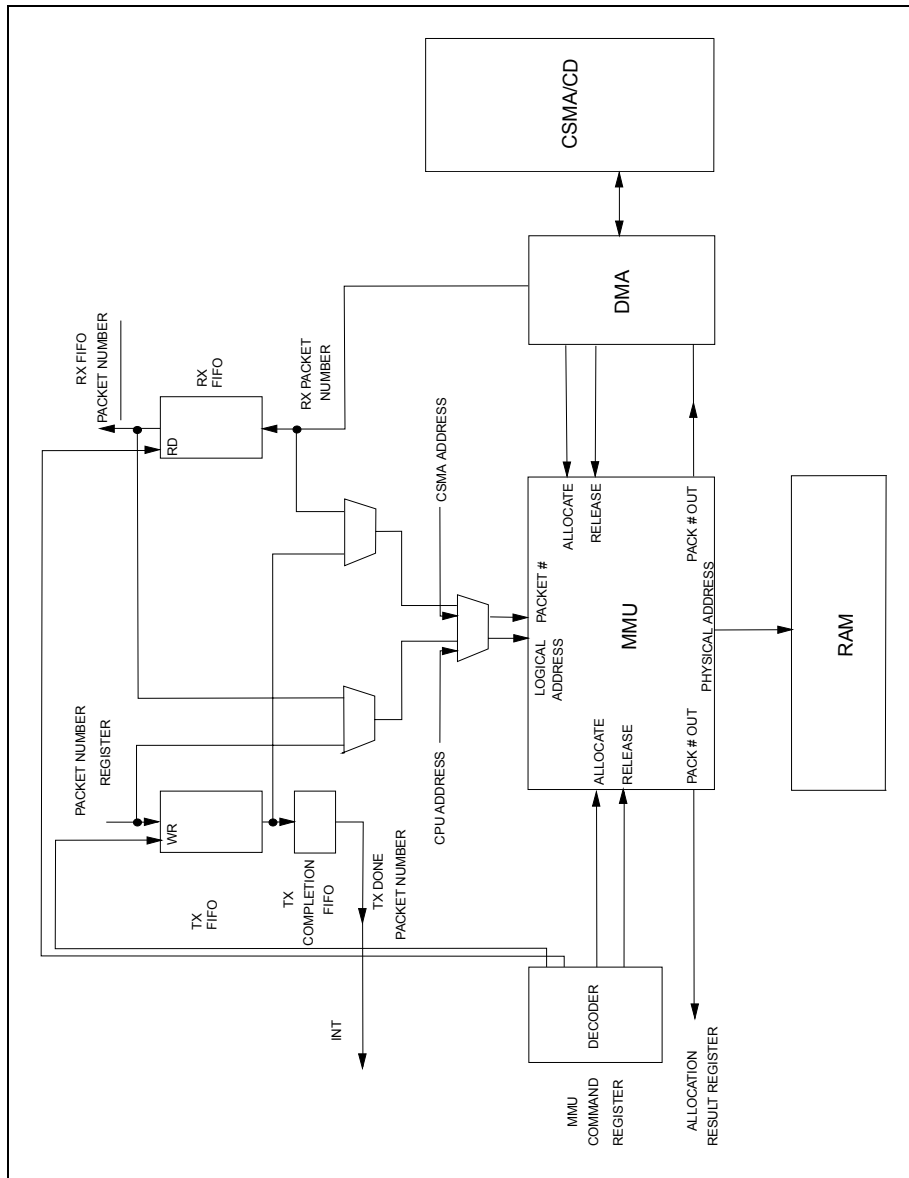 RX FIFO
PACKET NUMBER
PACKET NUMBER
REGISTER
RD
RX
FIFO
RX PACKET
NUMBER
WR
TX
FIFO
TX
COMPLETION
FIFO
TX DONE
PACKET NUMBER
INT
CPU ADDRESS
CSMA ADDRESS
MMU
COMMAND
REGISTER
DECODER
ALLOCATE
RELEASE
LOGICAL
ADDRESS
PACKET #
ALLOCATE
RELEASE
MMU
PACK # OUT
PHYSICAL ADDRESS
PACK # OUT
DMA
CSMA/CD
ALLOCATION
RESULT REGISTER
RAM